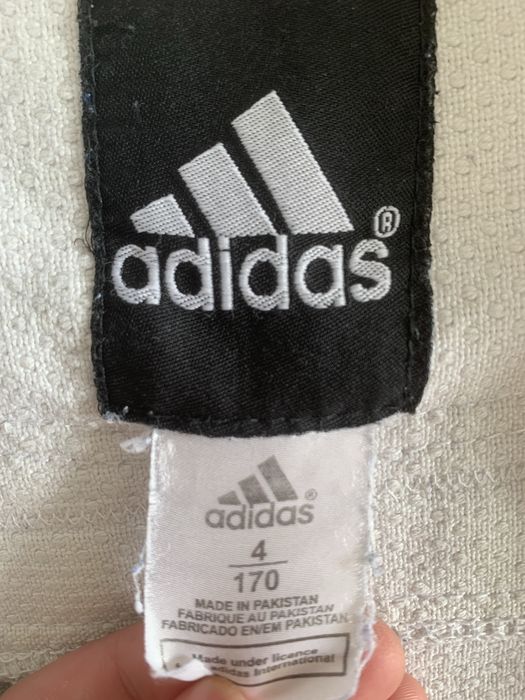 adidas®
adidas®
4
170
MADE IN PAKISTAN
FABRIQUE AU PAKISTAN
FABRICADO EN/EM PAKISTAN
Made under licence
adidas International